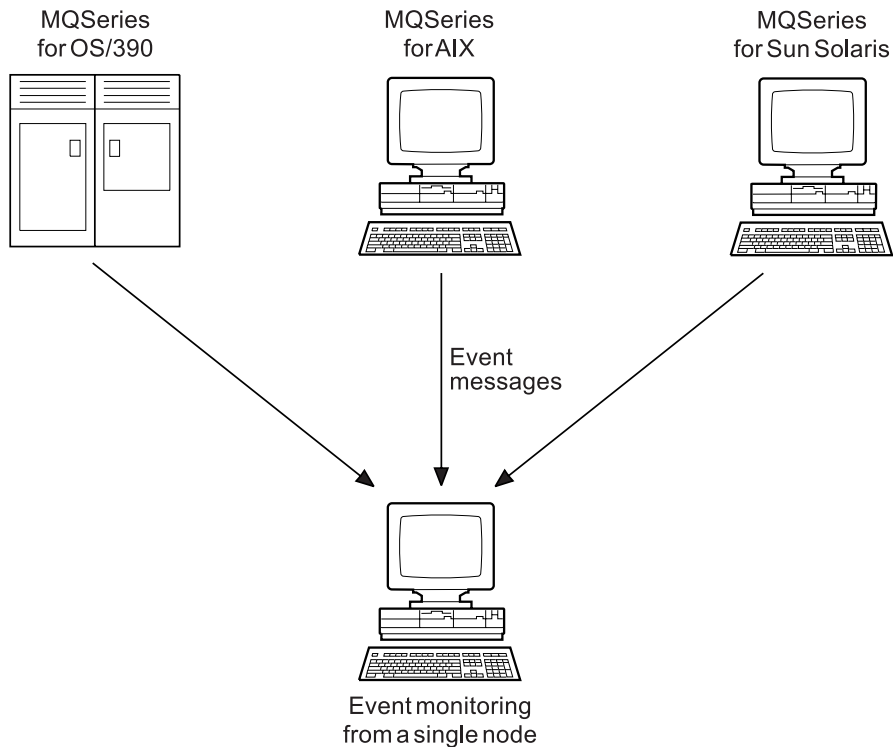 MQSeries
for OS/390
MQSeries
for AIX
MQSeries
for Sun Solaris
Event
messages
Event monitoring
from a single node